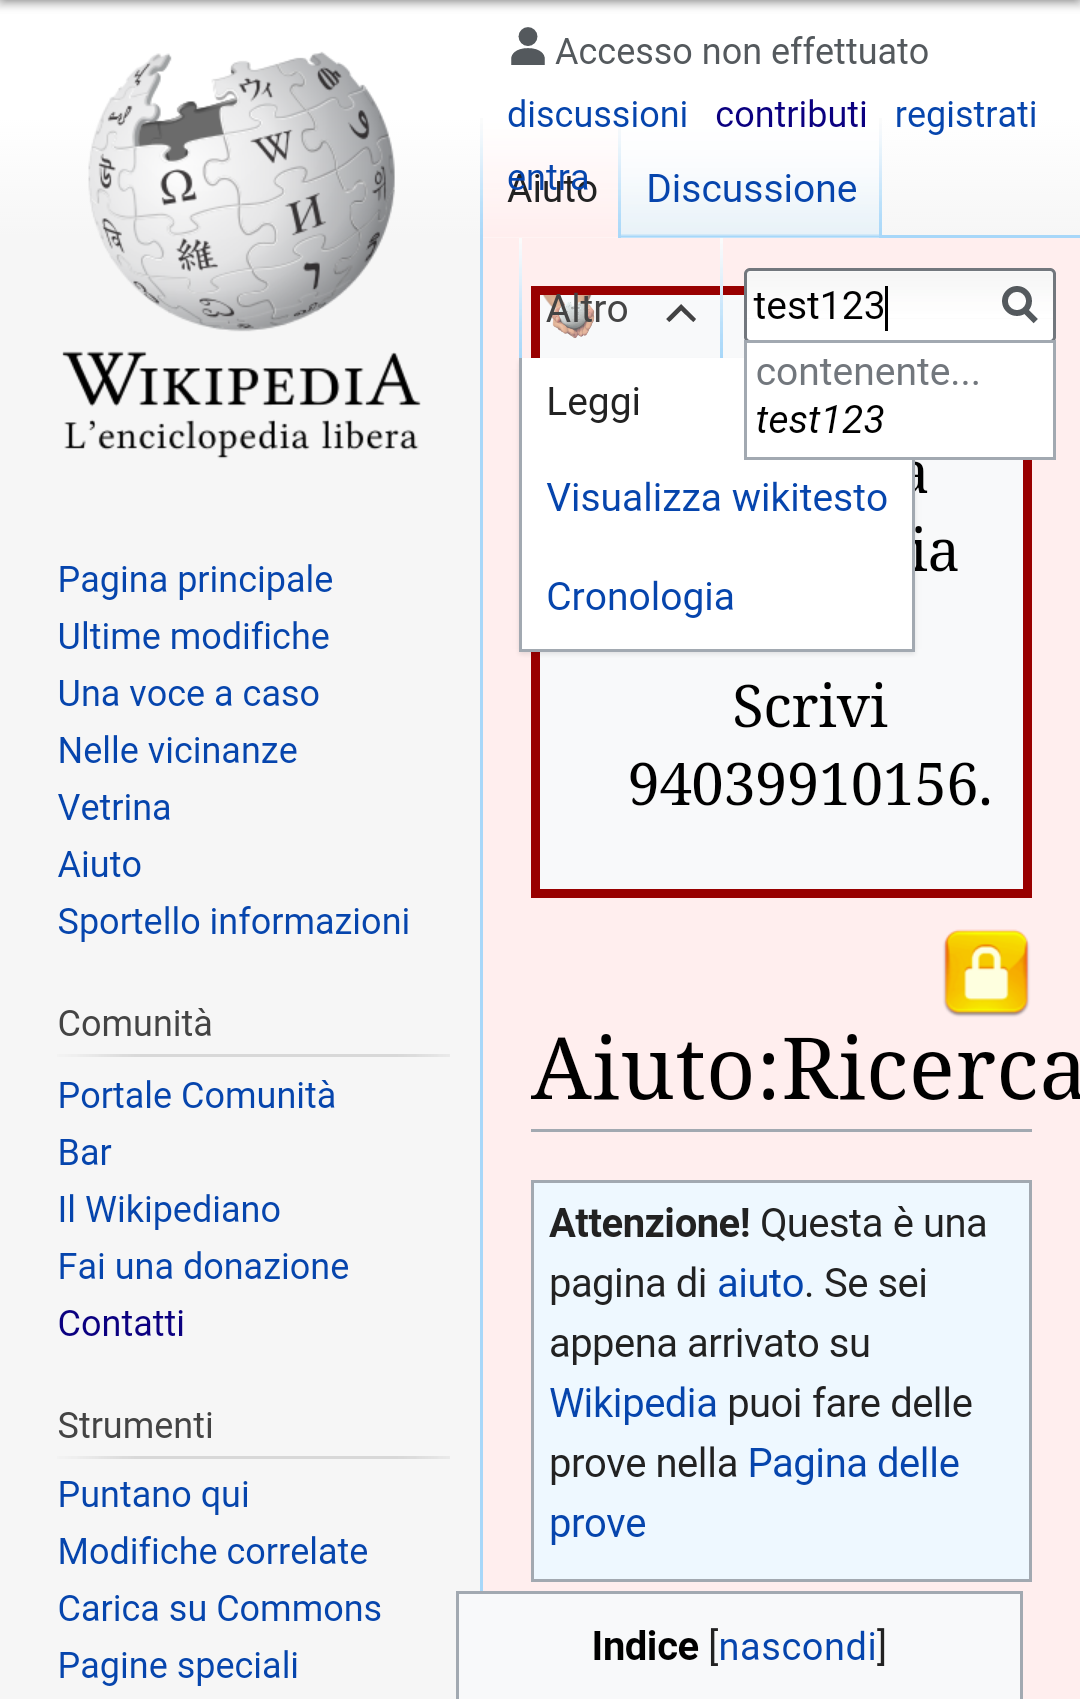 Accesso non effettuato
discussioni contributi registrati
entra
Aiuto Discussione
WIKIPEDIA
L'enciclopedia libera
Altro
test123
contenente...
test123
Leggi
Visualizza wikitesto
Cronologia
a
ia
Scrivi
94039910156.
Pagina principale
Ultime modifiche
Una voce a caso
Nelle vicinanze
Vetrina
Aiuto
Sportello informazioni
Comunità
Portale Comunità
Bar
Il Wikipediano
Fai una donazione
Contatti
Strumenti
Puntano qui
Modifiche correlate
Carica su Commons
Pagine speciali
Aiuto:Ricerca
Attenzione! Questa è una
pagina di aiuto. Se sei
appena arrivato su
Wikipedia puoi fare delle
prove nella Pagina delle
prove
Indice [nascondi]